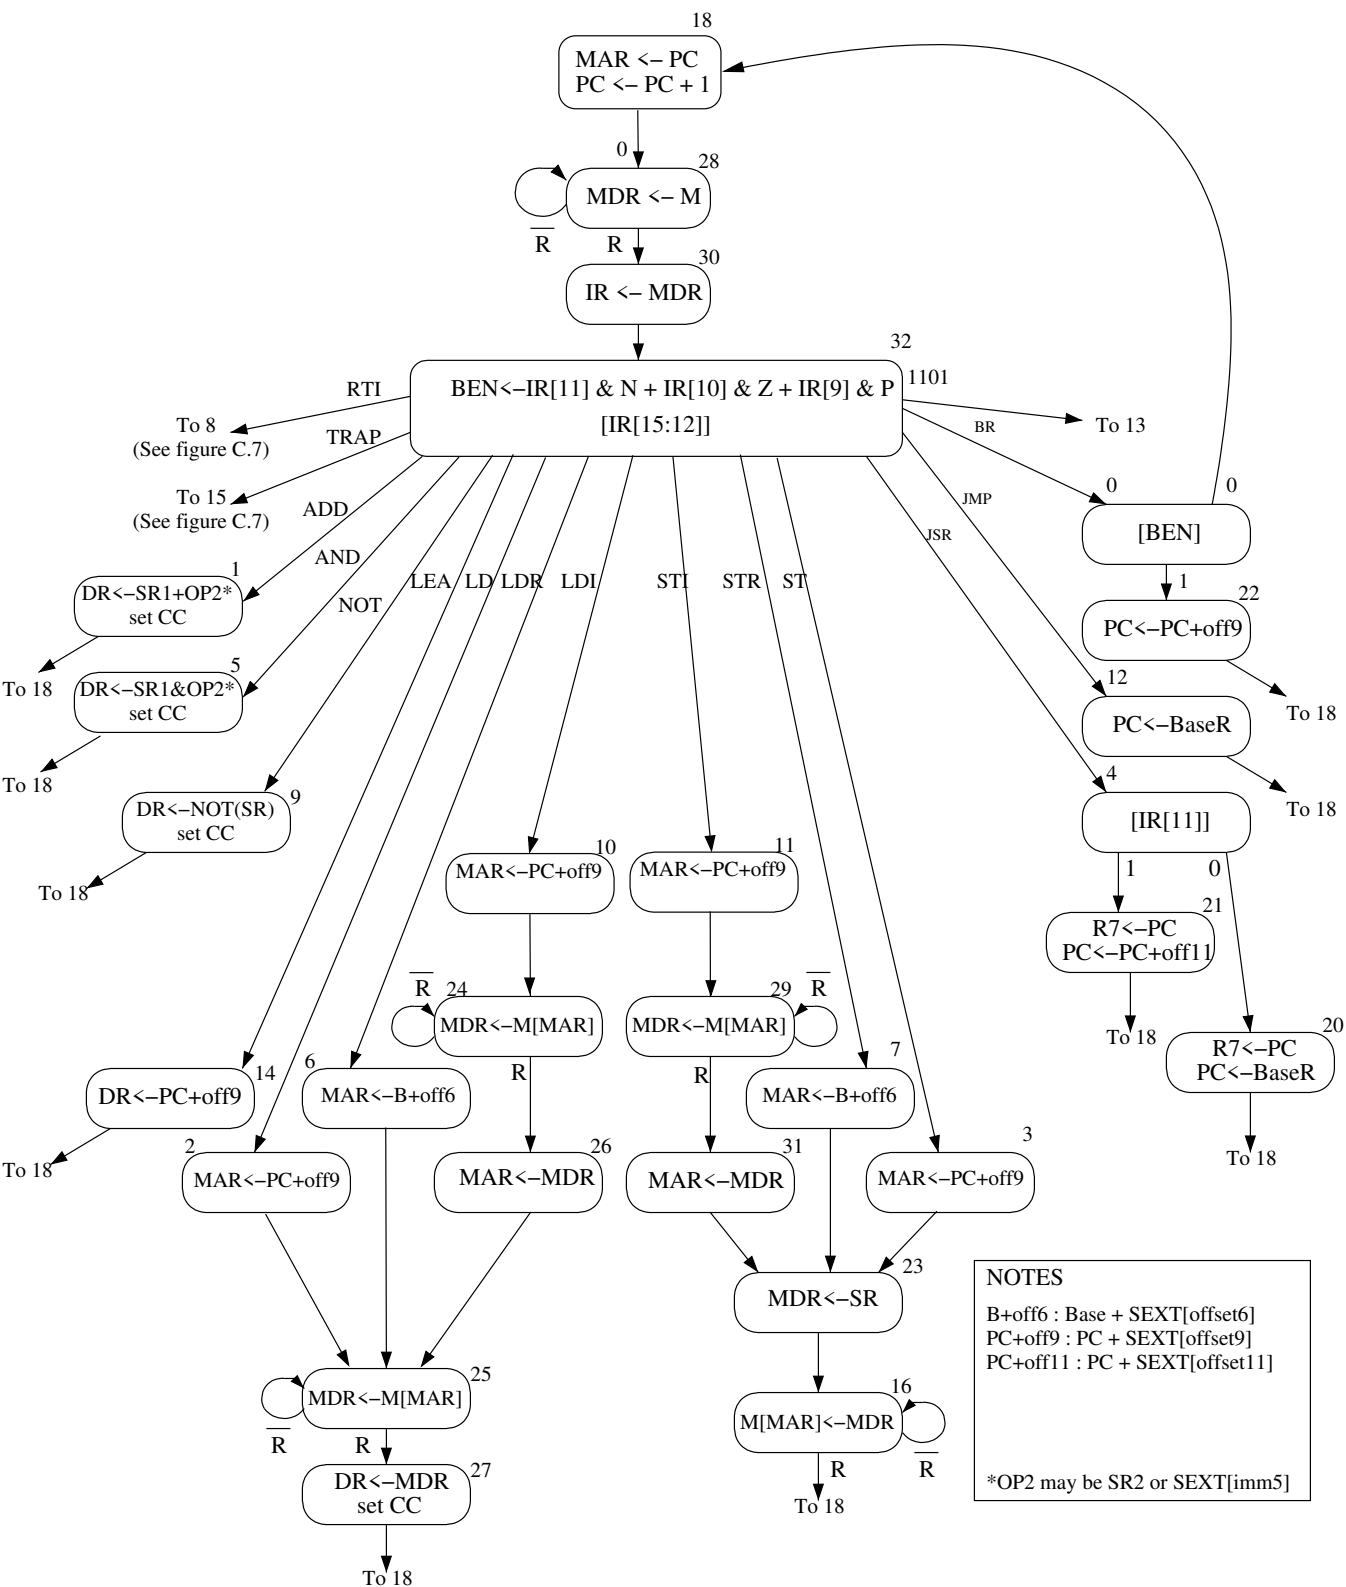 18
MAR <– PC
PC <– PC + 1
0
28
MDR <– M
R
R
30
IR <– MDR
32
BEN<–IR[11] & N + IR[10] & Z + IR[9] & P
[IR[15:12]]
1101
RTI
To 8
(See figure C.7)
TRAP
To 15
(See figure C.7)
To 13
BR
JMP
JSR
ADD
AND
NOT
LEA
LD
LDR
LDI
STI
STR
ST
0
0
[BEN]
1
22
PC<–PC+off9
To 18
12
PC<–BaseR
To 18
4
[IR[11]]
1
0
21
R7<–PC
PC<–PC+off11
To 18
20
R7<–PC
PC<–BaseR
To 18
1
DR<–SR1+OP2*
set CC
To 18
5
DR<–SR1&OP2*
set CC
To 18
9
DR<–NOT(SR)
set CC
To 18
10
MAR<–PC+off9
11
MAR<–PC+off9
R
24
MDR<–M[MAR]
R
29
R
MDR<–M[MAR]
R
14
DR<–PC+off9
To 18
6
MAR<–B+off6
7
MAR<–B+off6
2
MAR<–PC+off9
26
MAR<–MDR
31
MAR<–MDR
3
MAR<–PC+off9
23
MDR<–SR
25
MDR<–M[MAR]
R
R
16
M[MAR]<–MDR
R
R
To 18
27
DR<–MDR
set CC
To 18
NOTES
B+off6 : Base + SEXT[offset6]
PC+off9 : PC + SEXT[offset9]
PC+off11 : PC + SEXT[offset11]
*OP2 may be SR2 or SEXT[imm5]